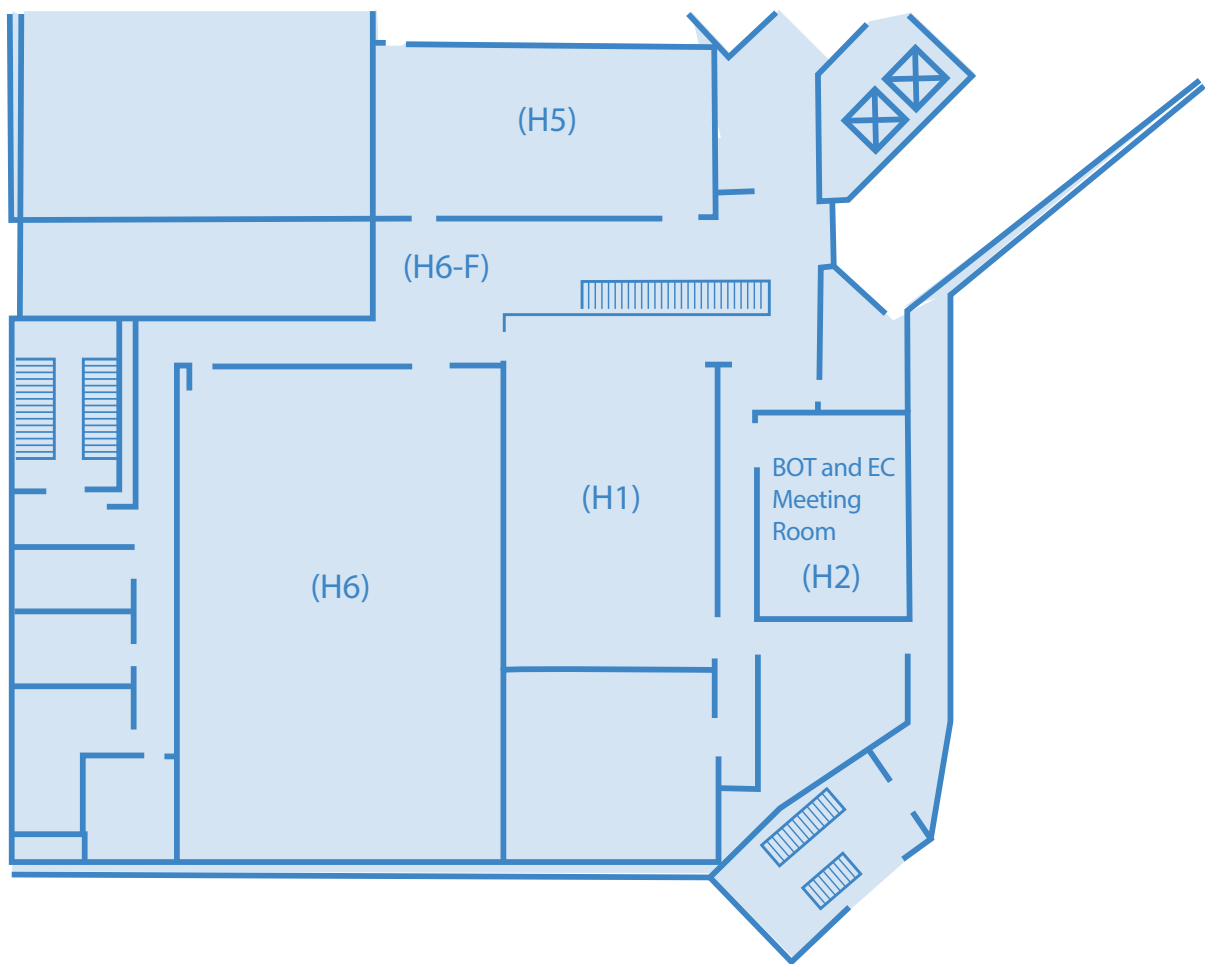 (H5)
(H6-F)
BOT and EC
Meeting
Room
(H1)
(H2)
(H6)